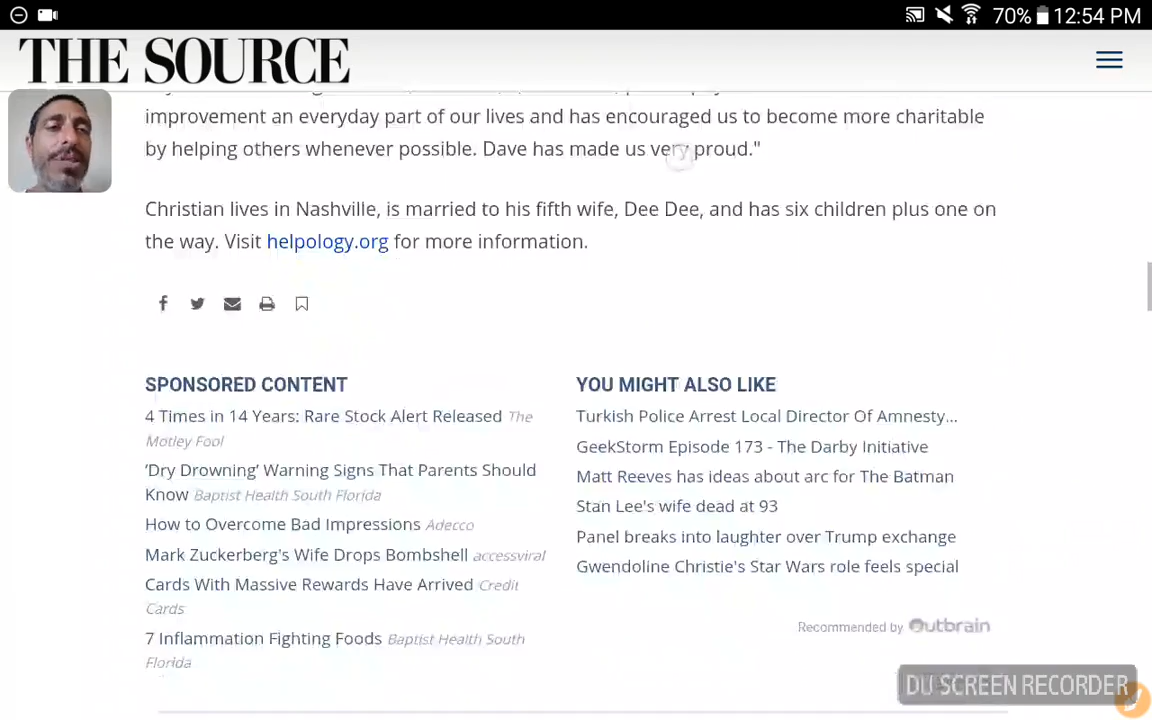 70% 12:54 PM
THE SOURCE
improvement an everyday part of our lives and has encouraged us to become more charitable
by helping others whenever possible. Dave has made us very proud."
Christian lives in Nashville, is married to his fifth wife, Dee Dee, and has six children plus one on
the way. Visit helpology.org for more information.
SPONSORED CONTENT
4 Times in 14 Years: Rare Stock Alert Released The
Motley Fool
‘Dry Drowning’ Warning Signs That Parents Should
Know Baptist Health South Florida
How to Overcome Bad Impressions Adecco
Mark Zuckerberg's Wife Drops Bombshell accessviral
Cards With Massive Rewards Have Arrived Credit
Cards
7 Inflammation Fighting Foods Baptist Health South
Florida
YOU MIGHT ALSO LIKE
Turkish Police Arrest Local Director Of Amnesty...
GeekStorm Episode 173 - The Darby Initiative
Matt Reeves has ideas about arc for The Batman
Stan Lee's wife dead at 93
Panel breaks into laughter over Trump exchange
Gwendoline Christie's Star Wars role feels special
Recommended by Outbrain
DU SCREEN RECORDER